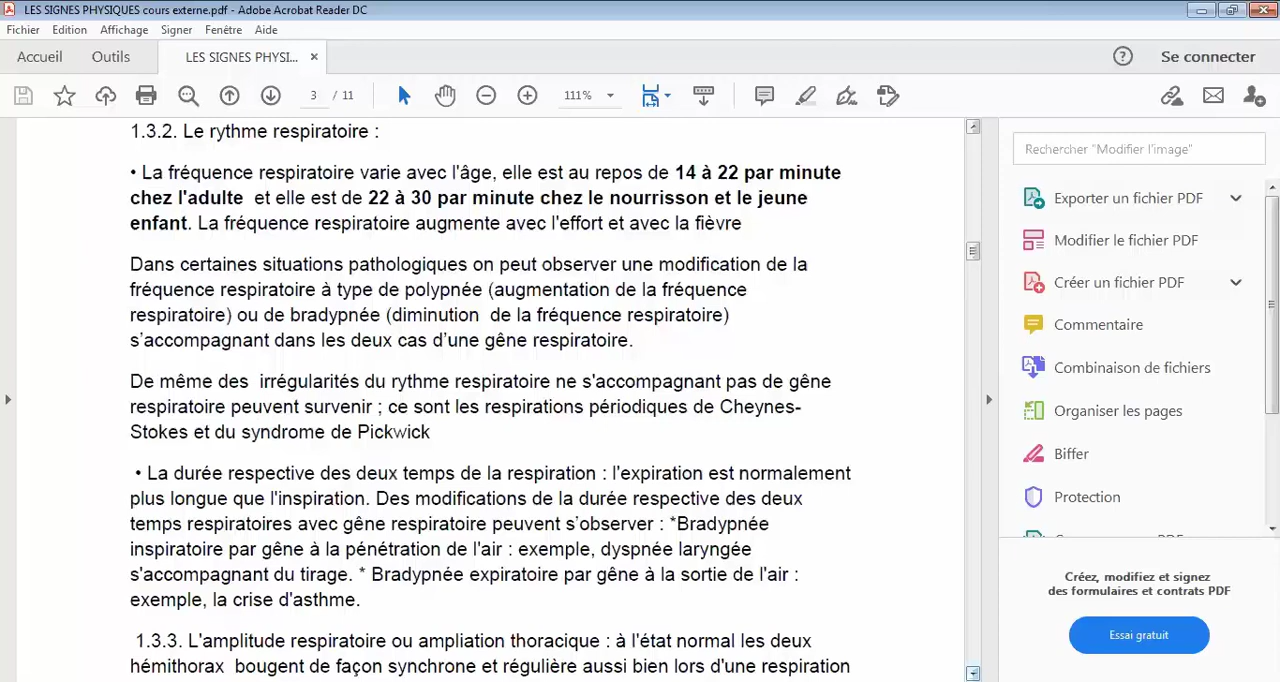 LES SIGNES PHYSIQUES cours externe.pdf - Adobe Acrobat Reader DC
Fichier Edition Affichage Signer Fenêtre Aide
Accueil Outils LES SIGNES PHYSI... × Se connecter
3 / 11 111%
1.3.2. Le rythme respiratoire :
• La fréquence respiratoire varie avec l'âge, elle est au repos de 14 à 22 par minute
chez l'adulte et elle est de 22 à 30 par minute chez le nourrisson et le jeune
enfant. La fréquence respiratoire augmente avec l'effort et avec la fièvre
Dans certaines situations pathologiques on peut observer une modification de la
fréquence respiratoire à type de polypnée (augmentation de la fréquence
respiratoire) ou de bradypnée (diminution de la fréquence respiratoire)
s’accompagnant dans les deux cas d’une gêne respiratoire.
De même des irrégularités du rythme respiratoire ne s'accompagnant pas de gêne
respiratoire peuvent survenir ; ce sont les respirations périodiques de Cheynes-
Stokes et du syndrome de Pickwick
• La durée respective des deux temps de la respiration : l'expiration est normalement
plus longue que l'inspiration. Des modifications de la durée respective des deux
temps respiratoires avec gêne respiratoire peuvent s’observer : *Bradypnée
inspiratoire par gêne à la pénétration de l'air : exemple, dyspnée laryngée
s'accompagnant du tirage. * Bradypnée expiratoire par gêne à la sortie de l'air :
exemple, la crise d'asthme.
1.3.3. L'amplitude respiratoire ou ampliation thoracique : à l'état normal les deux
hémithorax bougent de façon synchrone et régulière aussi bien lors d'une respiration
Rechercher "Modifier l'image"
Exporter un fichier PDF
Modifier le fichier PDF
Créer un fichier PDF
Commentaire
Combinaison de fichiers
Organiser les pages
Biffer
Protection
Créez, modifiez et signez
des formulaires et contrats PDF
Essai gratuit